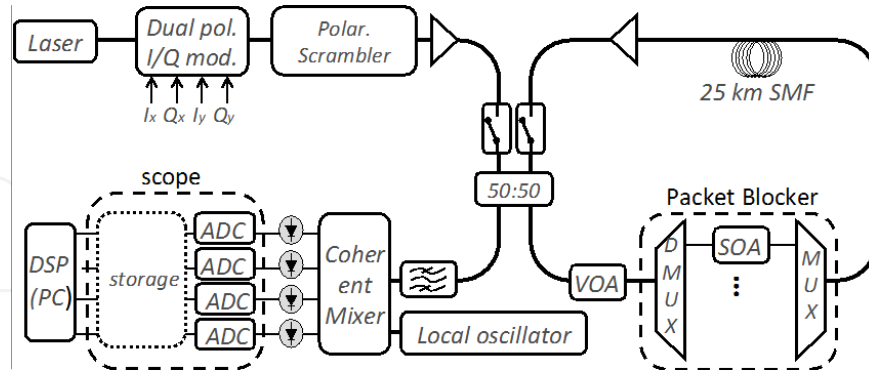 Laser
Dual pol.
I/Q mod.
Polar.
Scrambler
Ix Qx Iy Qy
25 km SMF
50:50
scope
Packet Blocker
DSP
(PC)
storage
ADC
ADC
ADC
ADC
Coher
ent
Mixer
Local oscillator
VOA
D
M
U
X
SOA
...
M
U
X